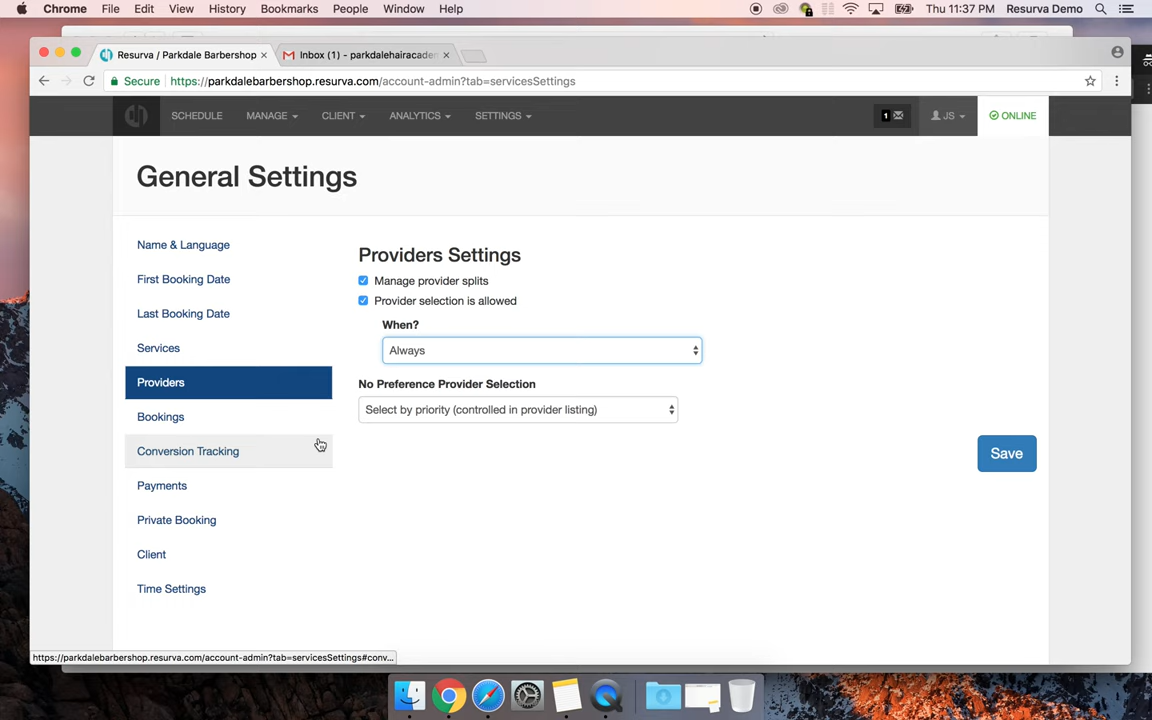 Chrome File Edit View History Bookmarks People Window Help Thu 11:37 PM Resurva Demo
Resurva / Parkdale Barbershop Inbox (1) - parkdalehairacadem
Secure https://parkdalebarbershop.resurva.com/account-admin?tab=servicesSettings
SCHEDULE MANAGE CLIENT ANALYTICS SETTINGS 1 JS ONLINE
General Settings
Name & Language
First Booking Date
Last Booking Date
Services
Providers
Bookings
Conversion Tracking
Payments
Private Booking
Client
Time Settings
Providers Settings
Manage provider splits
Provider selection is allowed
When?
Always
No Preference Provider Selection
Select by priority (controlled in provider listing)
Save
https://parkdalebarbershop.resurva.com/account-admin?tab=servicesSettings#conv...